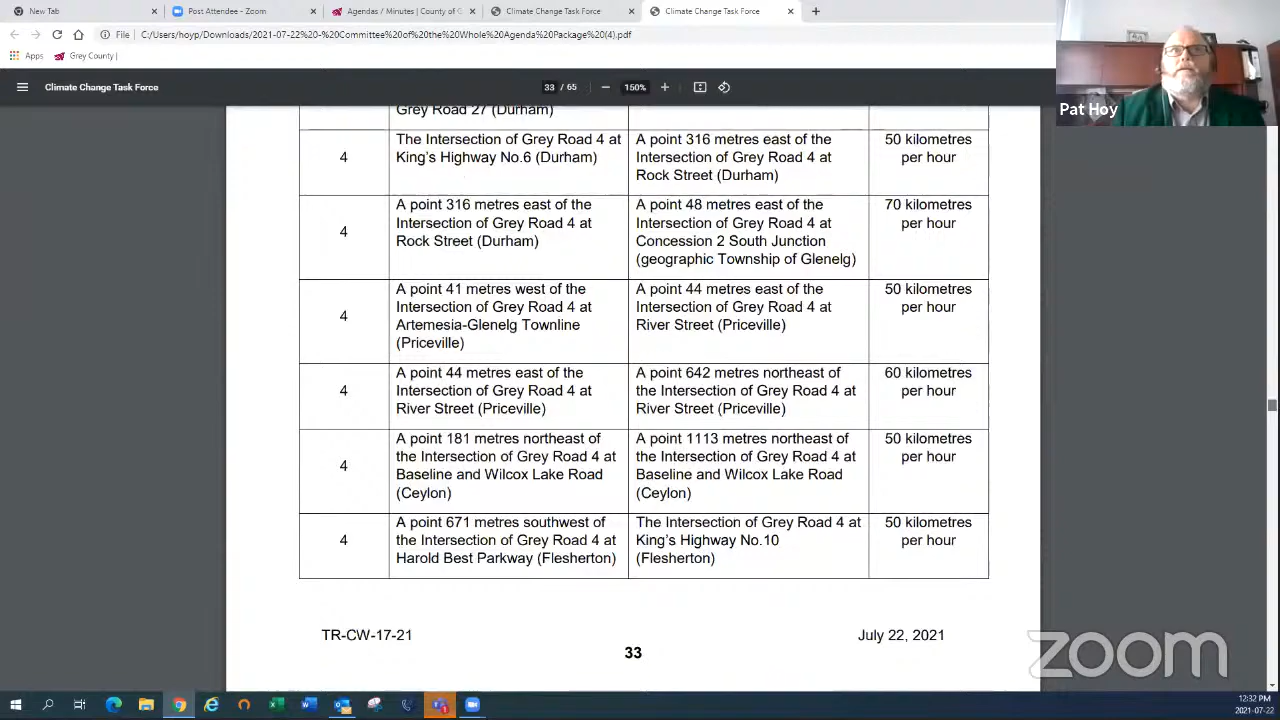 New Tab
Post Attendee - Zoom
Agendas / Minutes | County of G
Climate Change Task Force
Climate Change Task Force
File
C:/Users/hoyp/Downloads/2021-07-22%20-%20Committee%20of%20the%20Whole%20Agenda%20Package%20(4).pdf
Apps
Grey County |
Climate Change Task Force
33 / 65
150%
Pat Hoy
Grey Road 27 (Durham)
4
The Intersection of Grey Road 4 at
King's Highway No.6 (Durham)
A point 316 metres east of the
Intersection of Grey Road 4 at
Rock Street (Durham)
50 kilometres
per hour
4
A point 316 metres east of the
Intersection of Grey Road 4 at
Rock Street (Durham)
A point 48 metres east of the
Intersection of Grey Road 4 at
Concession 2 South Junction
(geographic Township of Glenelg)
70 kilometres
per hour
4
A point 41 metres west of the
Intersection of Grey Road 4 at
Artemesia-Glenelg Townline
(Priceville)
A point 44 metres east of the
Intersection of Grey Road 4 at
River Street (Priceville)
50 kilometres
per hour
4
A point 44 metres east of the
Intersection of Grey Road 4 at
River Street (Priceville)
A point 642 metres northeast of
the Intersection of Grey Road 4 at
River Street (Priceville)
60 kilometres
per hour
4
A point 181 metres northeast of
the Intersection of Grey Road 4 at
Baseline and Wilcox Lake Road
(Ceylon)
A point 1113 metres northeast of
the Intersection of Grey Road 4 at
Baseline and Wilcox Lake Road
(Ceylon)
50 kilometres
per hour
4
A point 671 metres southwest of
the Intersection of Grey Road 4 at
Harold Best Parkway (Flesherton)
The Intersection of Grey Road 4 at
King's Highway No.10
(Flesherton)
50 kilometres
per hour
TR-CW-17-21
July 22, 2021
33
zoom
12:32 PM
2021-07-22